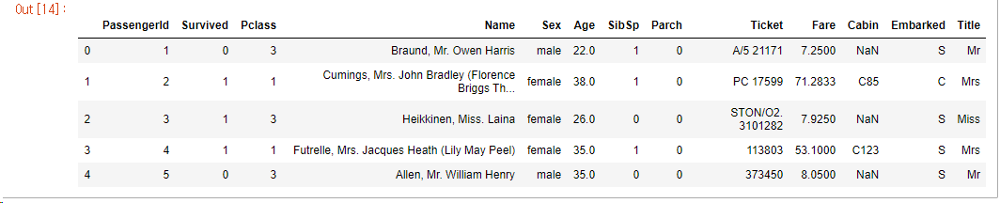 Out [14] :
PassengerId Survived Pclass Name Sex Age SibSp Parch Ticket Fare Cabin Embarked Title
0 1 0 3 Braund, Mr. Owen Harris male 22.0 1 0 A/5 21171 7.2500 NaN S Mr
1 2 1 1 Cumings, Mrs. John Bradley (Florence Briggs Th... female 38.0 1 0 PC 17599 71.2833 C85 C Mrs
2 3 1 3 Heikkinen, Miss. Laina female 26.0 0 0 STON/O2. 3101282 7.9250 NaN S Miss
3 4 1 1 Futrelle, Mrs. Jacques Heath (Lily May Peel) female 35.0 1 0 113803 53.1000 C123 S Mrs
4 5 0 3 Allen, Mr. William Henry male 35.0 0 0 373450 8.0500 NaN S Mr